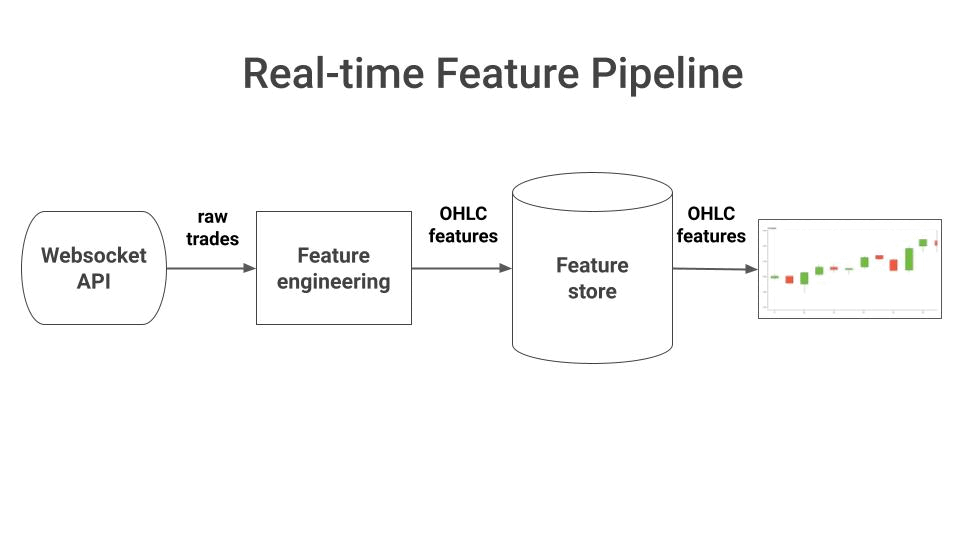 Real-time Feature Pipeline
Websocket
API
raw
trades
Feature
engineering
OHLC
features
Feature
store
OHLC
features